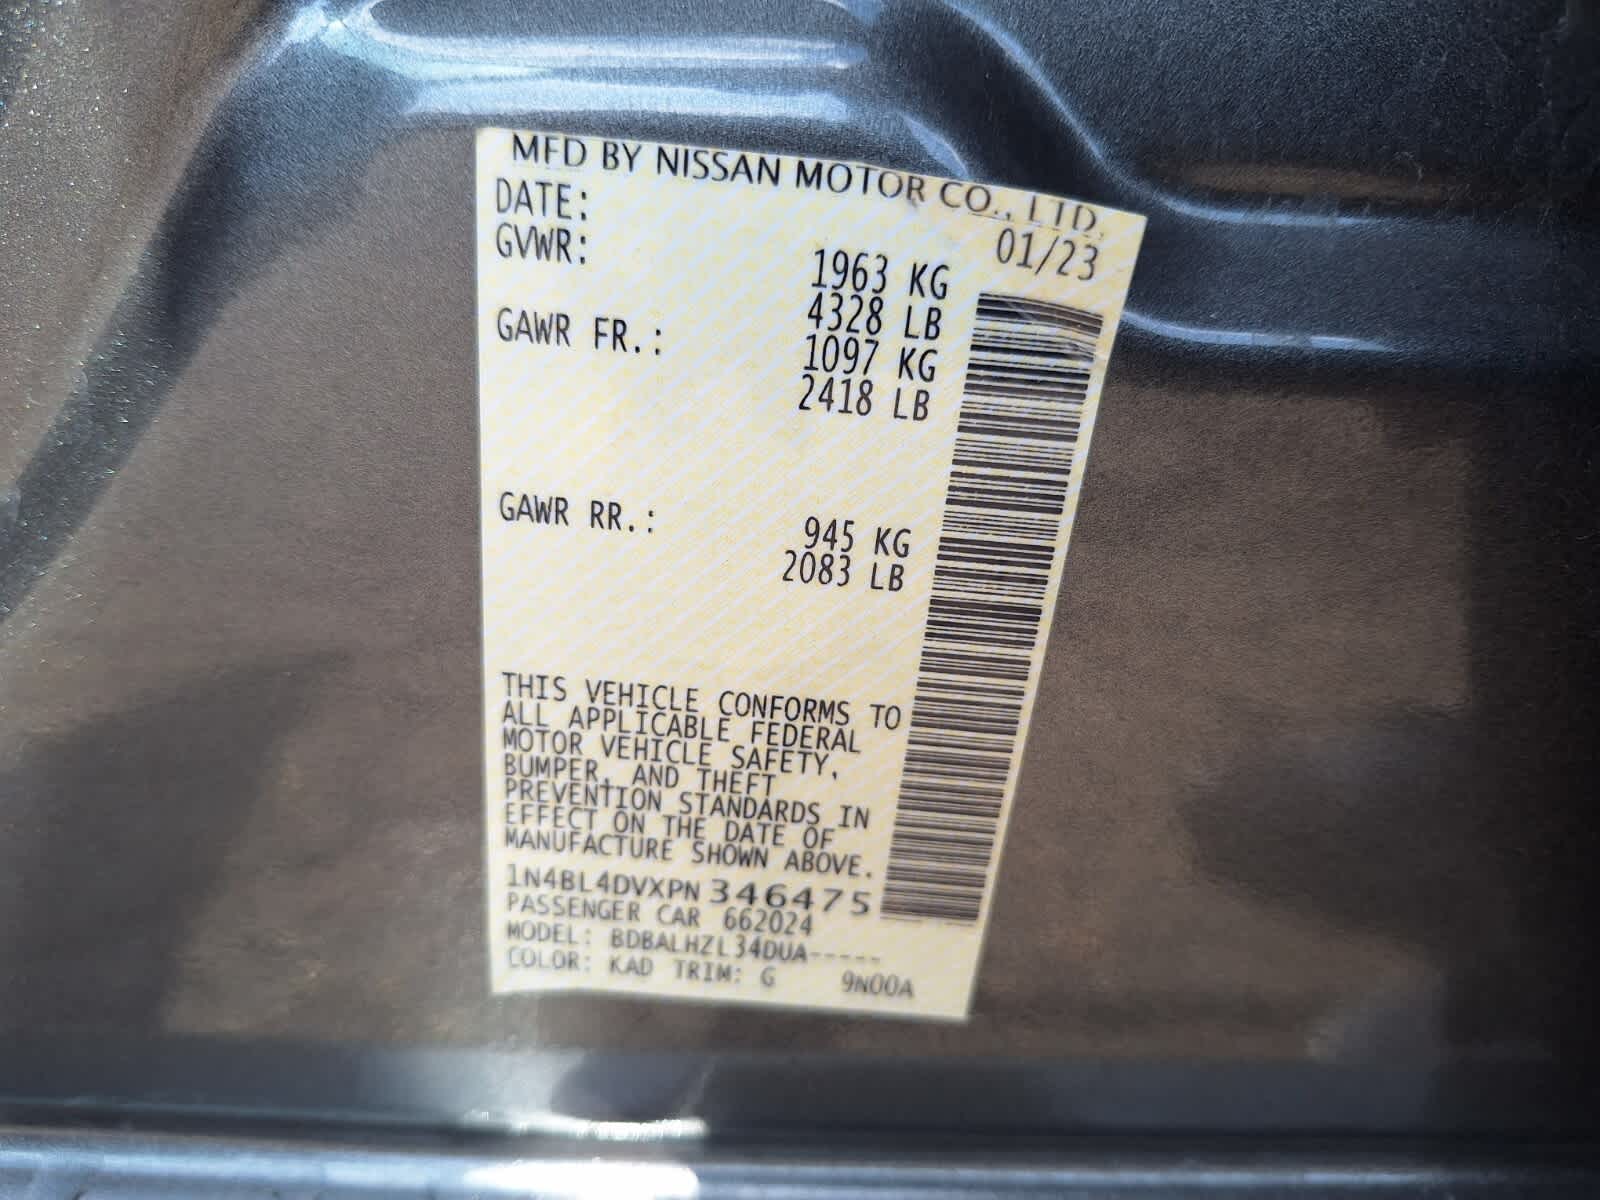 MFD BY NISSAN MOTOR CO., LTD.
DATE: 01/23
GVWR: 1963 KG
4328 LB
GAWR FR.: 1097 KG
2418 LB
GAWR RR.: 945 KG
2083 LB
THIS VEHICLE CONFORMS TO
ALL APPLICABLE FEDERAL
MOTOR VEHICLE SAFETY,
BUMPER, AND THEFT
PREVENTION STANDARDS IN
EFFECT ON THE DATE OF
MANUFACTURE SHOWN ABOVE.
1N4BL4DVXPN346475
PASSENGER CAR 662024
MODEL: BDBALHZL34DUA-----
COLOR: KAD TRIM: G 9N00A